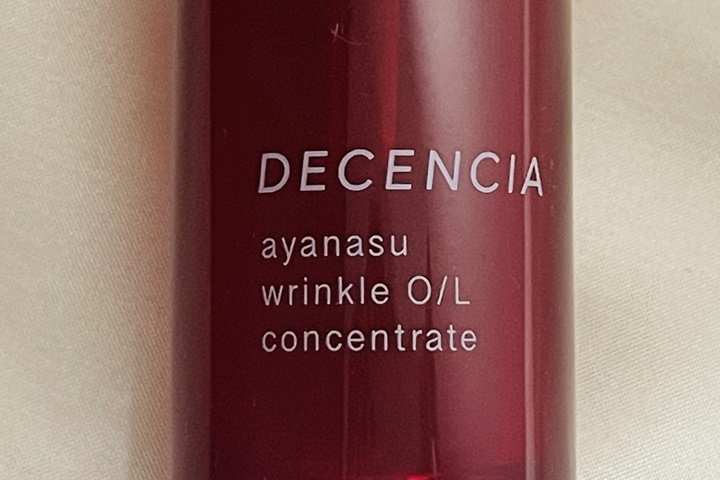 DECENCIA
ayanasu
wrinkle O/L
concentrate